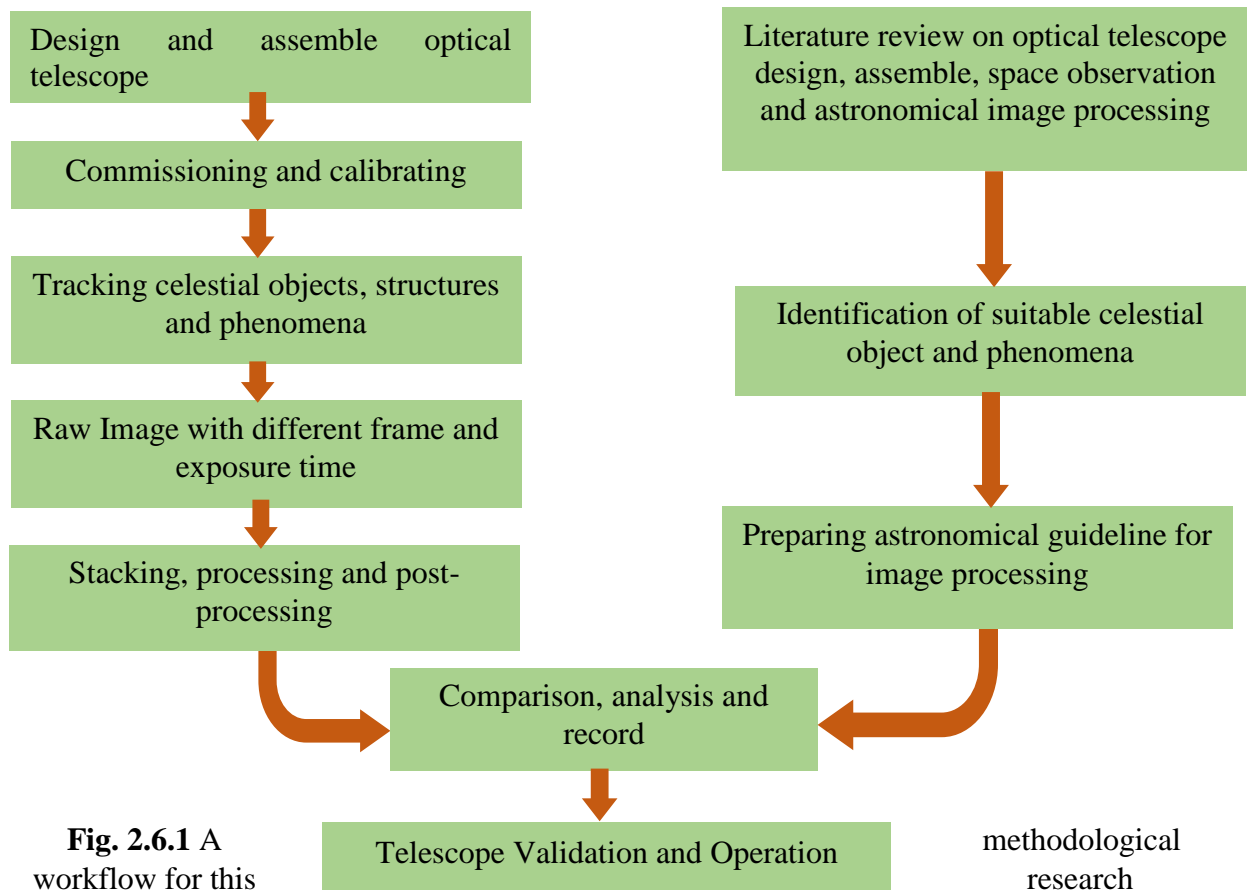 Design and assemble optical
telescope
Commissioning and calibrating
Tracking celestial objects, structures
and phenomena
Raw Image with different frame and
exposure time
Stacking, processing and post-
processing
Literature review on optical telescope
design, assemble, space observation
and astronomical image processing
Identification of suitable celestial
object and phenomena
Preparing astronomical guideline for
image processing
Comparison, analysis and
record
Telescope Validation and Operation
Fig. 2.6.1 A methodological
workflow for this research